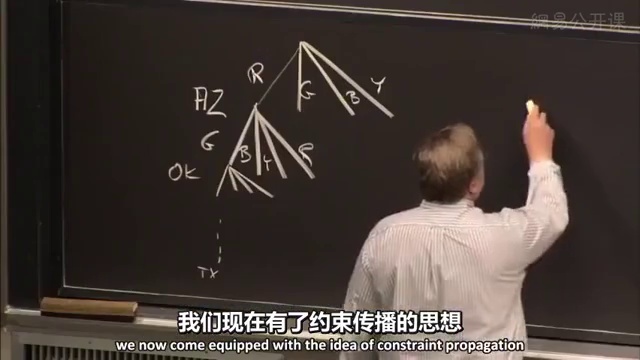 網易公开课
R
G
B
Y
AZ
G
B
Y
R
OK
TX
我们现在有了约束传播的思想
we now come equipped with the idea of constraint propagation